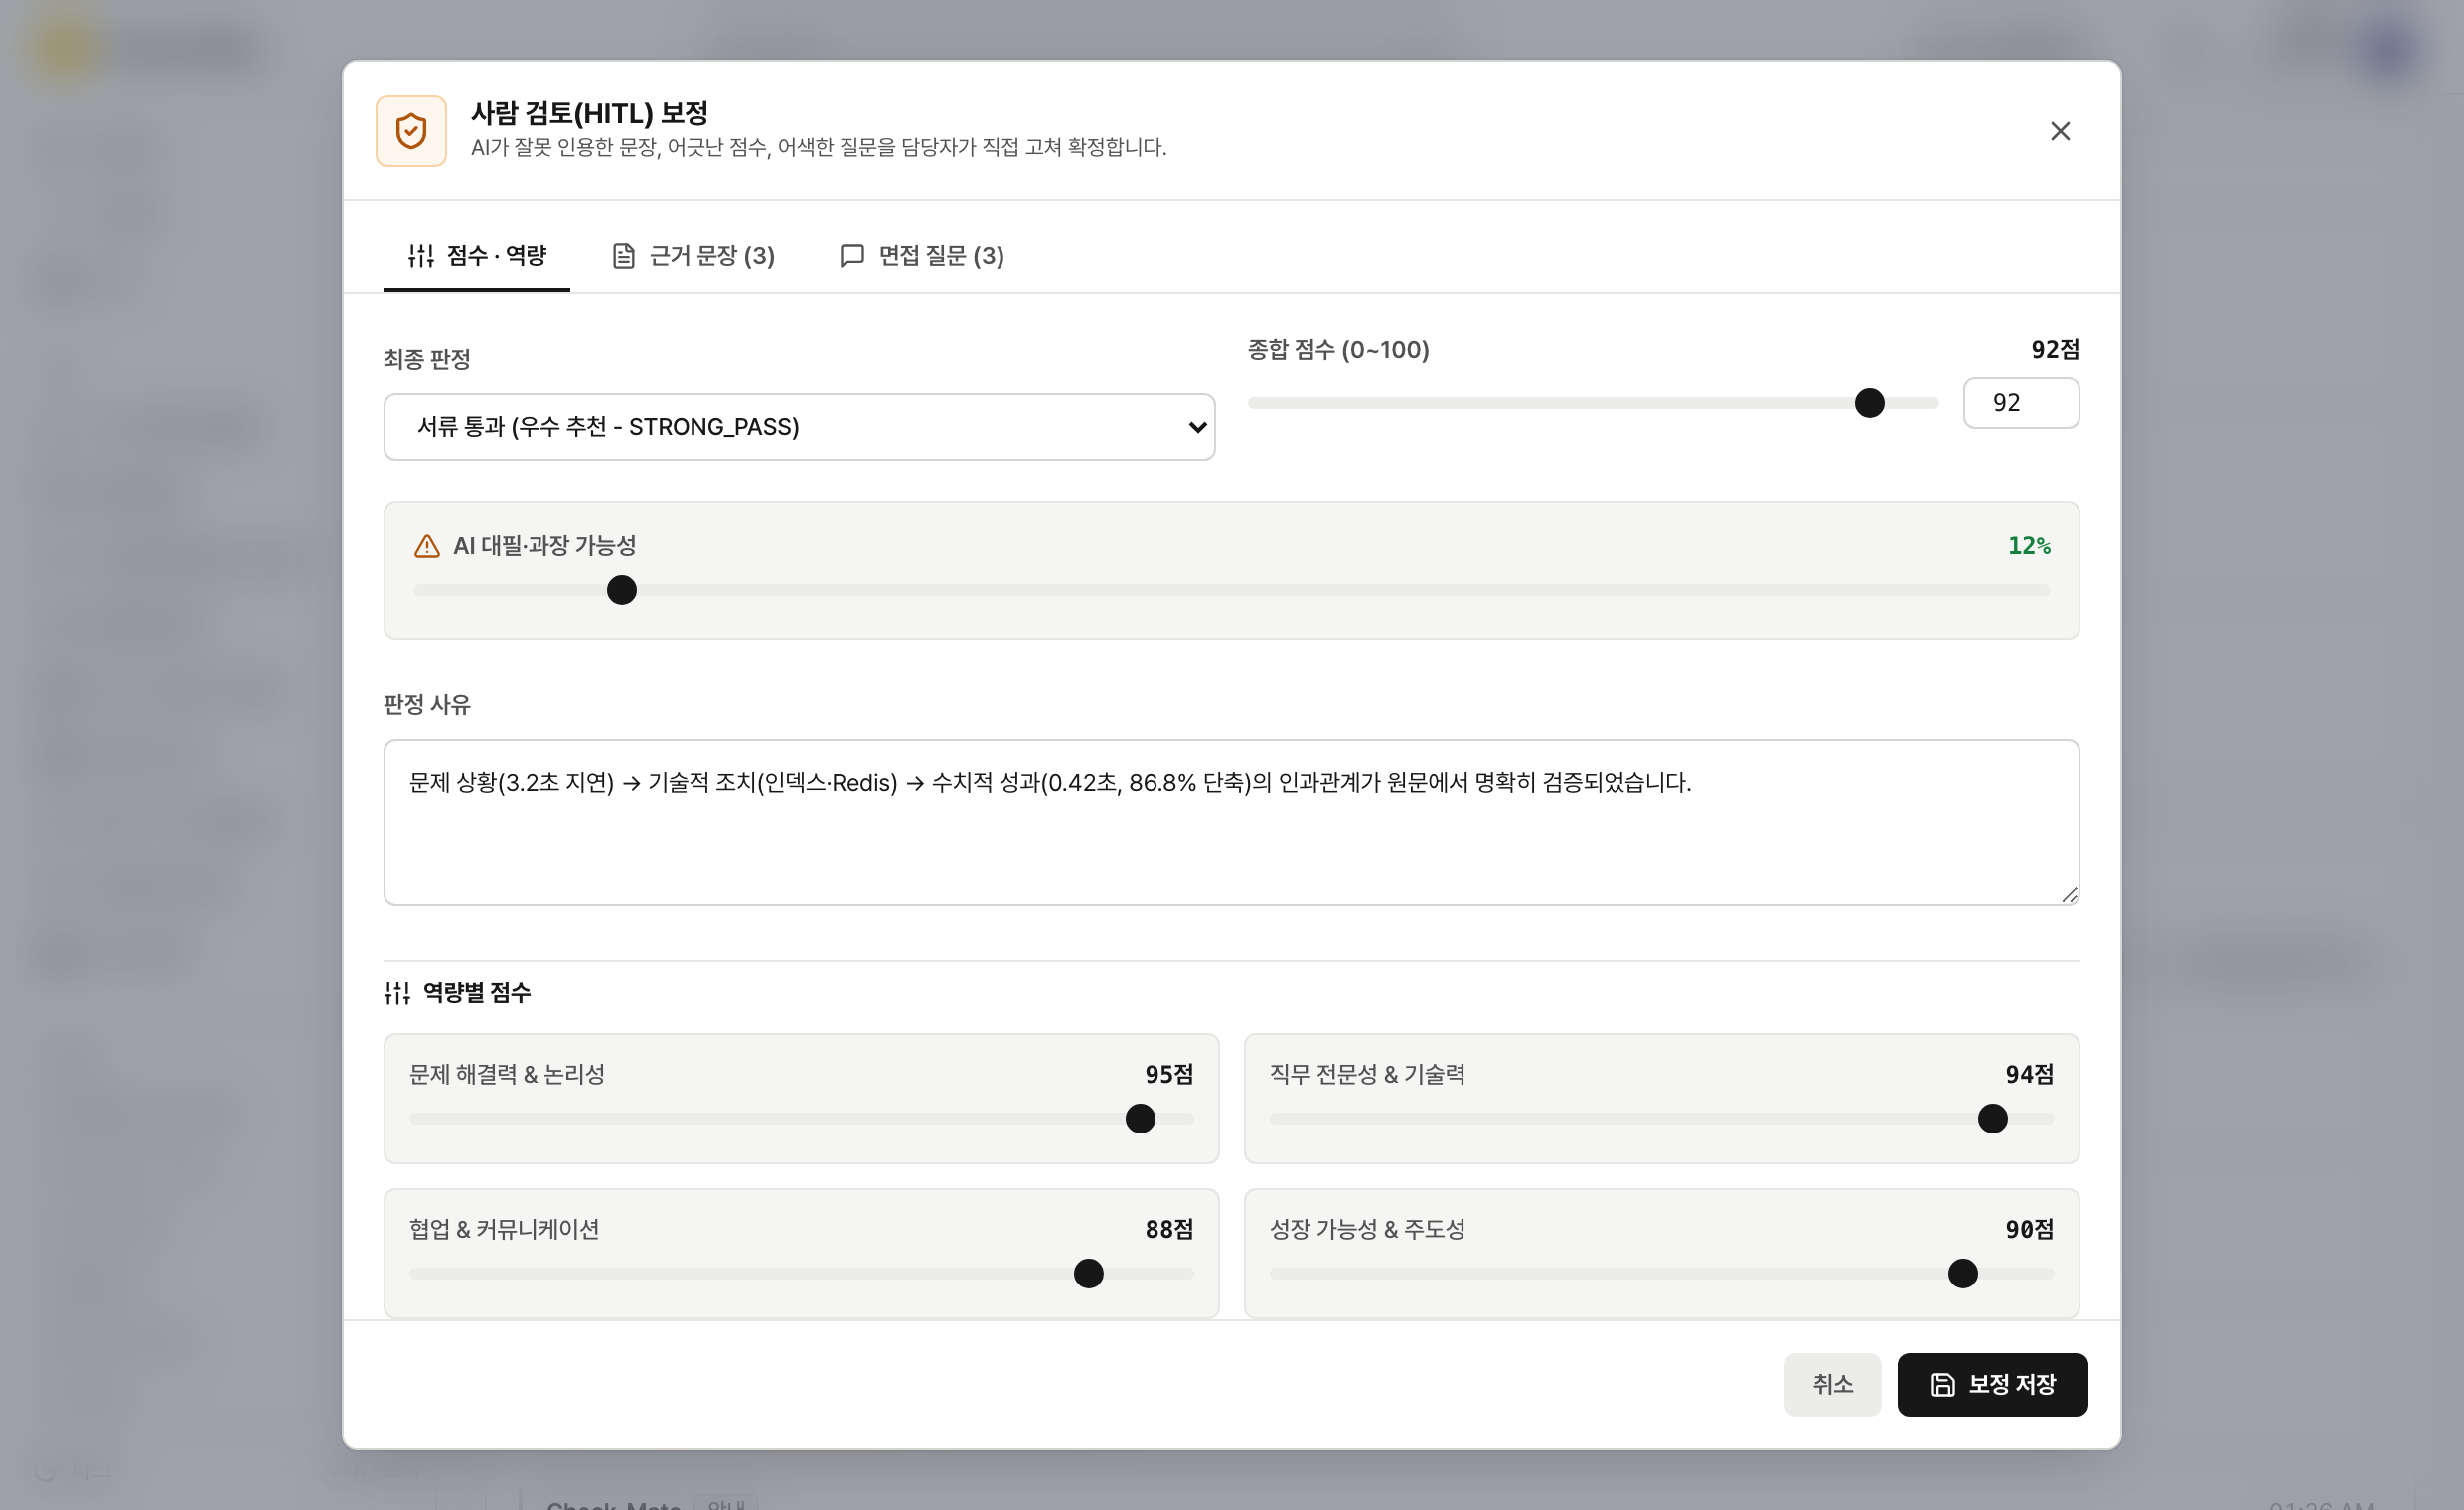 사람 검토(HITL) 보정
AI가 잘못 인용한 문장, 어긋난 점수, 어색한 질문을 담당자가 직접 고쳐 확정합니다.
점수 · 역량
근거 문장 (3)
면접 질문 (3)
최종 판정
종합 점수 (0~100)
92점
서류 통과 (우수 추천 - STRONG_PASS)
92
AI 대필·과장 가능성
12%
판정 사유
문제 상황(3.2초 지연) → 기술적 조치(인덱스·Redis) → 수치적 성과(0.42초, 86.8% 단축)의 인과관계가 원문에서 명확히 검증되었습니다.
역량별 점수
문제 해결력 & 논리성
95점
직무 전문성 & 기술력
94점
협업 & 커뮤니케이션
88점
성장 가능성 & 주도성
90점
취소
보정 저장